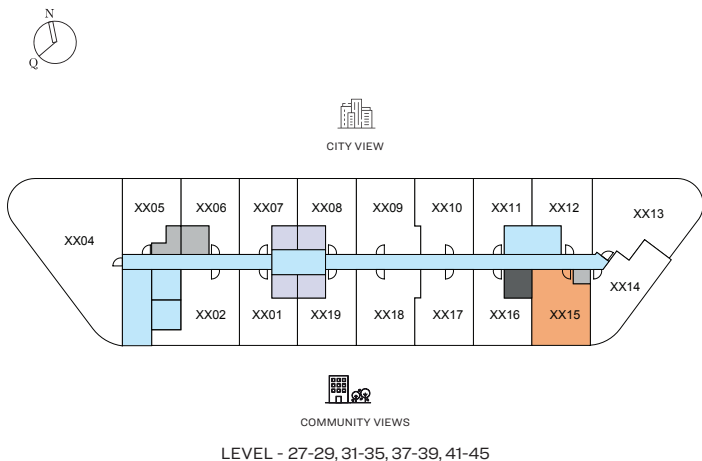 N
Q
CITY VIEW
XX05 XX06 XX07 XX08 XX09 XX10 XX11 XX12
XX04 XX13
XX14
XX02 XX01 XX19 XX18 XX17 XX16 XX15
COMMUNITY VIEWS
LEVEL - 27-29, 31-35, 37-39, 41-45